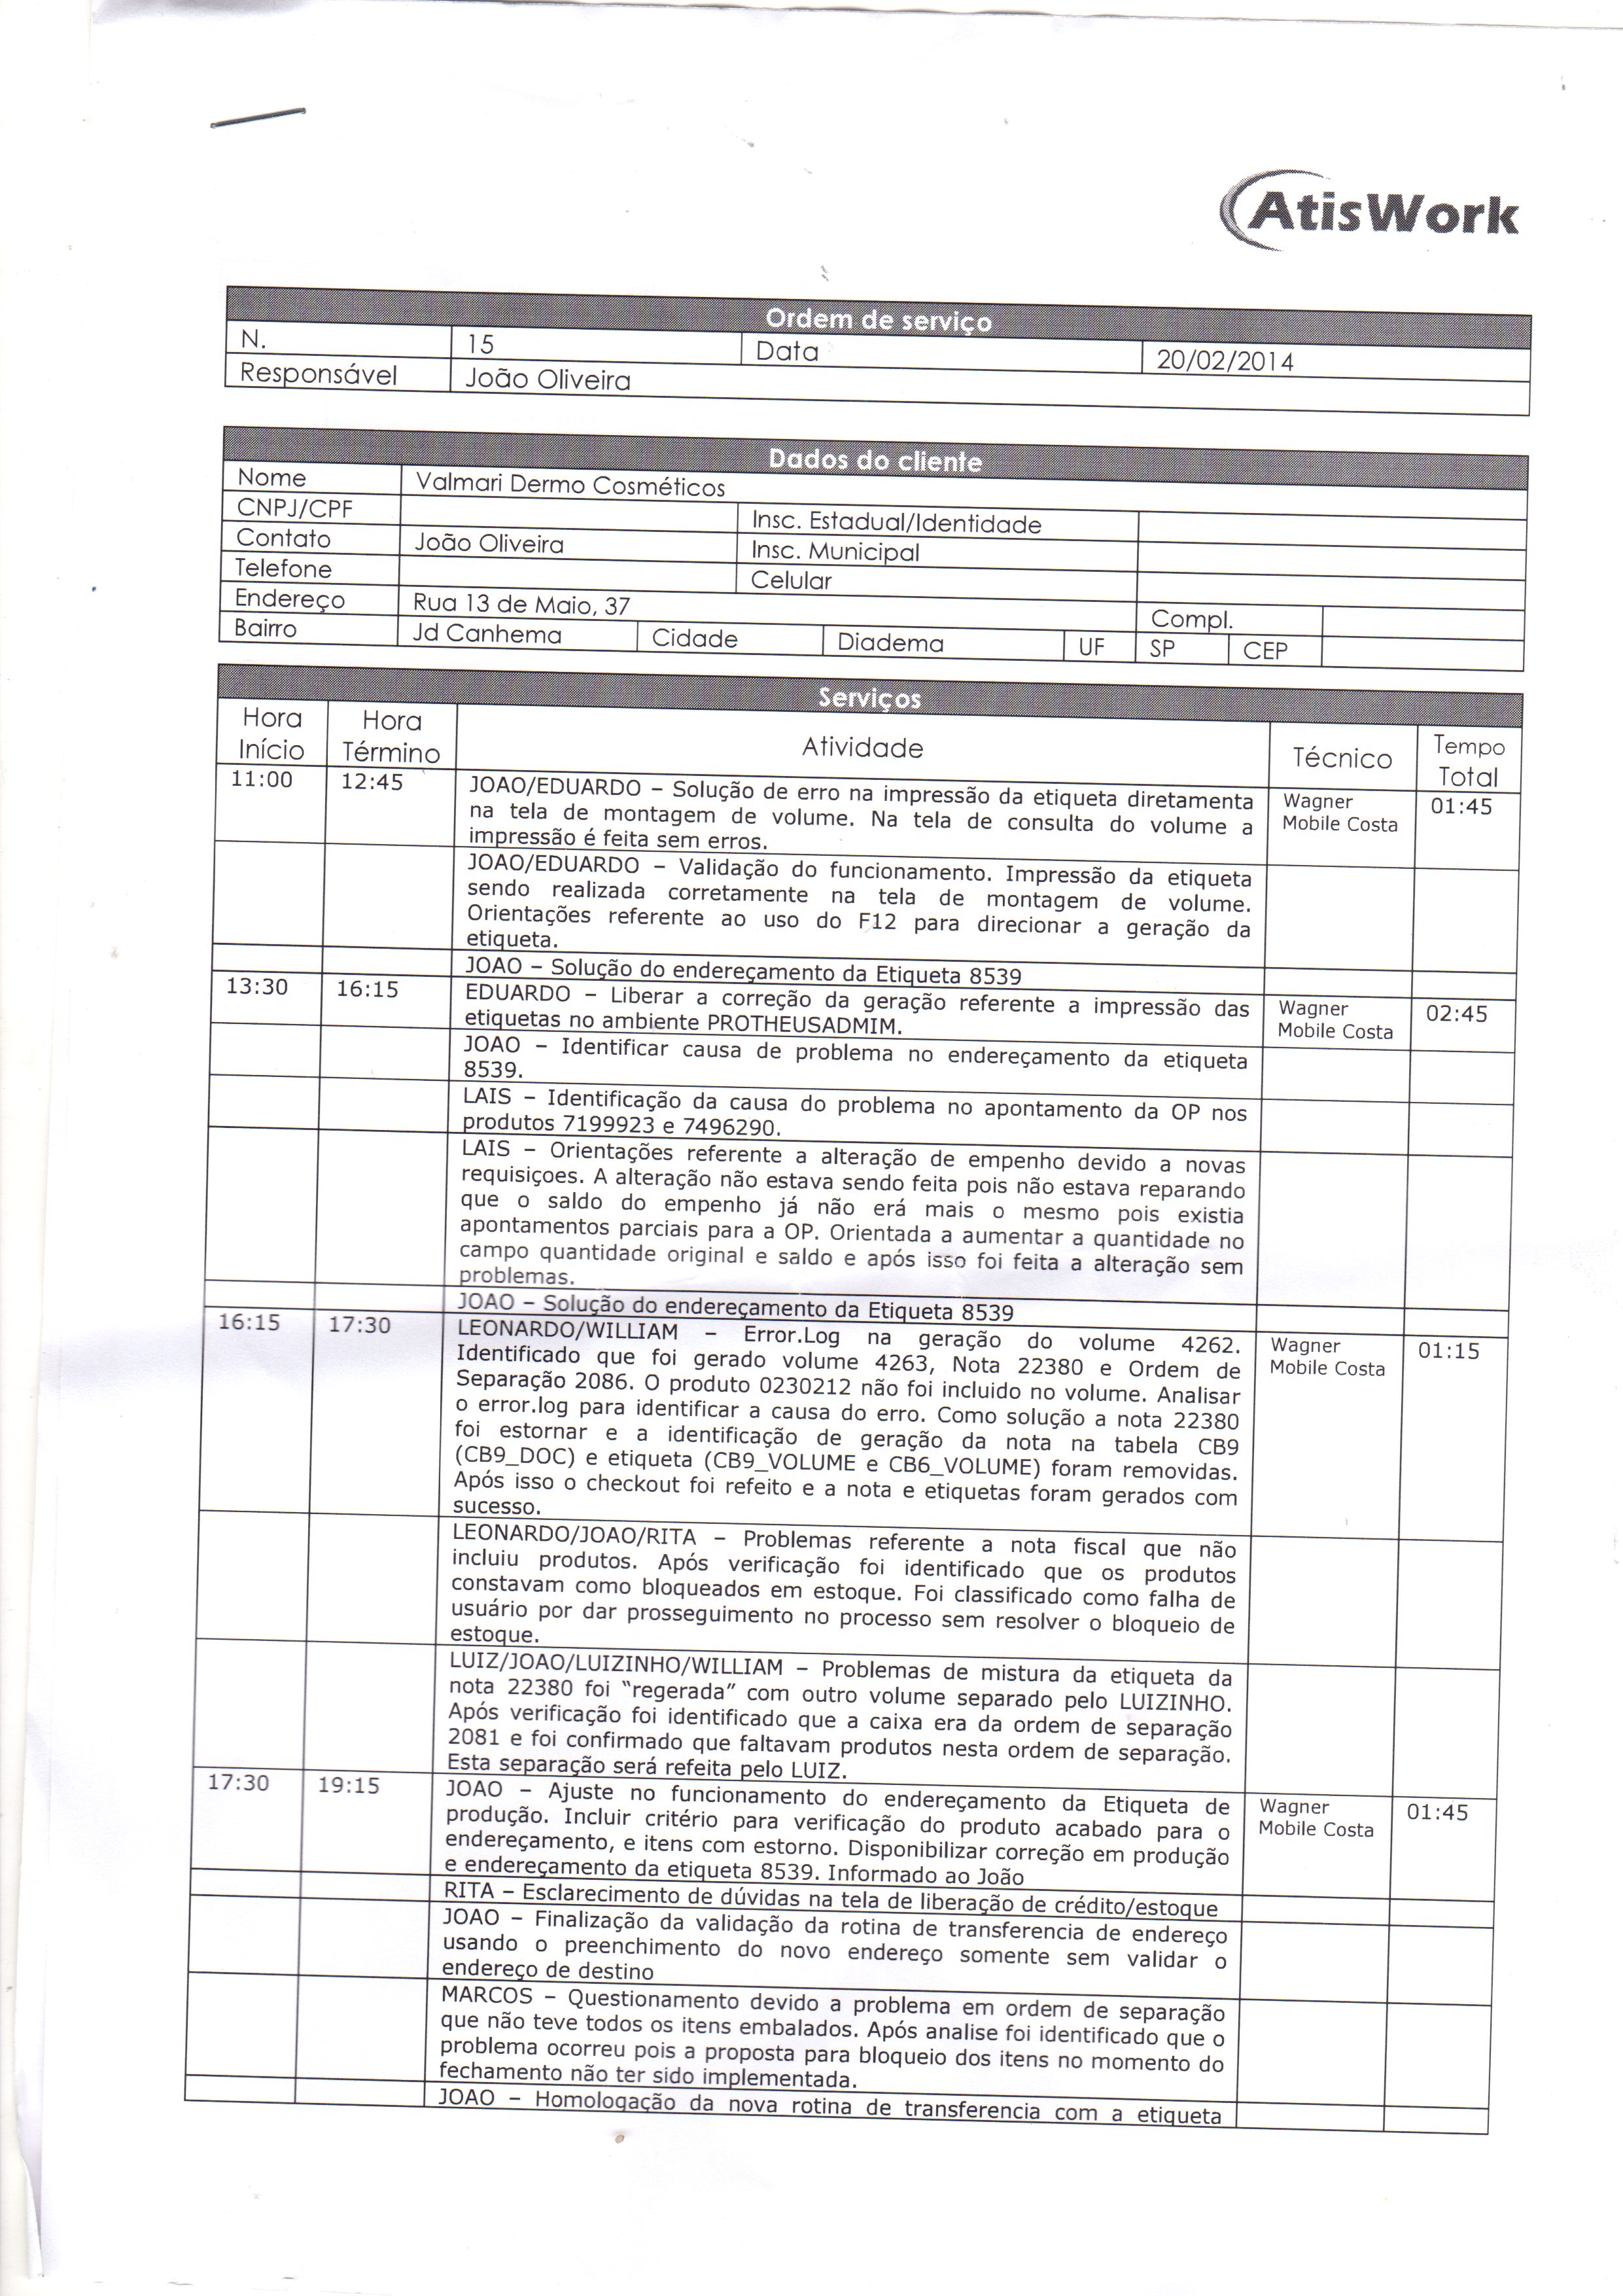 AtisWork
Ordem de serviço
N. 15 Data 20/02/2014
Responsável João Oliveira
Dados do cliente
Nome Valmari Dermo Cosméticos
CNPJ/CPF Insc. Estadual/Identidade
Contato João Oliveira Insc. Municipal
Telefone Celular
Endereço Rua 13 de Maio, 37 Compl.
Bairro Jd Canhema Cidade Diadema UF SP CEP
Serviços
Hora Início Hora Término Atividade Técnico Tempo Total
11:00 12:45 JOAO/EDUARDO – Solução de erro na impressão da etiqueta diretamenta Wagner 01:45
na tela de montagem de volume. Na tela de consulta do volume a Mobile Costa
impressão é feita sem erros.
JOAO/EDUARDO – Validação do funcionamento. Impressão da etiqueta
sendo realizada corretamente na tela de montagem de volume.
Orientações referente ao uso do F12 para direcionar a geração da
etiqueta.
JOAO – Solução do endereçamento da Etiqueta 8539
13:30 16:15 EDUARDO – Liberar a correção da geração referente a impressão das Wagner 02:45
etiquetas no ambiente PROTHEUSADMIM. Mobile Costa
JOAO – Identificar causa de problema no endereçamento da etiqueta
8539.
LAIS – Identificação da causa do problema no apontamento da OP nos
produtos 7199923 e 7496290.
LAIS – Orientações referente a alteração de empenho devido a novas
requisiçoes. A alteração não estava sendo feita pois não estava reparando
que o saldo do empenho já não erá mais o mesmo pois existia
apontamentos parciais para a OP. Orientada a aumentar a quantidade no
campo quantidade original e saldo e após isso foi feita a alteração sem
problemas.
JOAO – Solução do endereçamento da Etiqueta 8539
16:15 17:30 LEONARDO/WILLIAM – Error.Log na geração do volume 4262. Wagner 01:15
Identificado que foi gerado volume 4263, Nota 22380 e Ordem de Mobile Costa
Separação 2086. O produto 0230212 não foi incluido no volume. Analisar
o error.log para identificar a causa do erro. Como solução a nota 22380
foi estornar e a identificação de geração da nota na tabela CB9
(CB9_DOC) e etiqueta (CB9_VOLUME e CB6_VOLUME) foram removidas.
Após isso o checkout foi refeito e a nota e etiquetas foram gerados com
sucesso.
LEONARDO/JOAO/RITA – Problemas referente a nota fiscal que não
incluiu produtos. Após verificação foi identificado que os produtos
constavam como bloqueados em estoque. Foi classificado como falha de
usuário por dar prosseguimento no processo sem resolver o bloqueio de
estoque.
LUIZ/JOAO/LUIZINHO/WILLIAM – Problemas de mistura da etiqueta da
nota 22380 foi “regerada” com outro volume separado pelo LUIZINHO.
Após verificação foi identificado que a caixa era da ordem de separação
2081 e foi confirmado que faltavam produtos nesta ordem de separação.
Esta separação será refeita pelo LUIZ.
17:30 19:15 JOAO – Ajuste no funcionamento do endereçamento da Etiqueta de Wagner 01:45
produção. Incluir critério para verificação do produto acabado para o Mobile Costa
endereçamento, e itens com estorno. Disponibilizar correção em produção
e endereçamento da etiqueta 8539. Informado ao João
RITA – Esclarecimento de dúvidas na tela de liberação de crédito/estoque
JOAO – Finalização da validação da rotina de transferencia de endereço
usando o preenchimento do novo endereço somente sem validar o
endereço de destino
MARCOS – Questionamento devido a problema em ordem de separação
que não teve todos os itens embalados. Após analise foi identificado que o
problema ocorreu pois a proposta para bloqueio dos itens no momento do
fechamento não ter sido implementada.
JOAO – Homologação da nova rotina de transferencia com a etiqueta